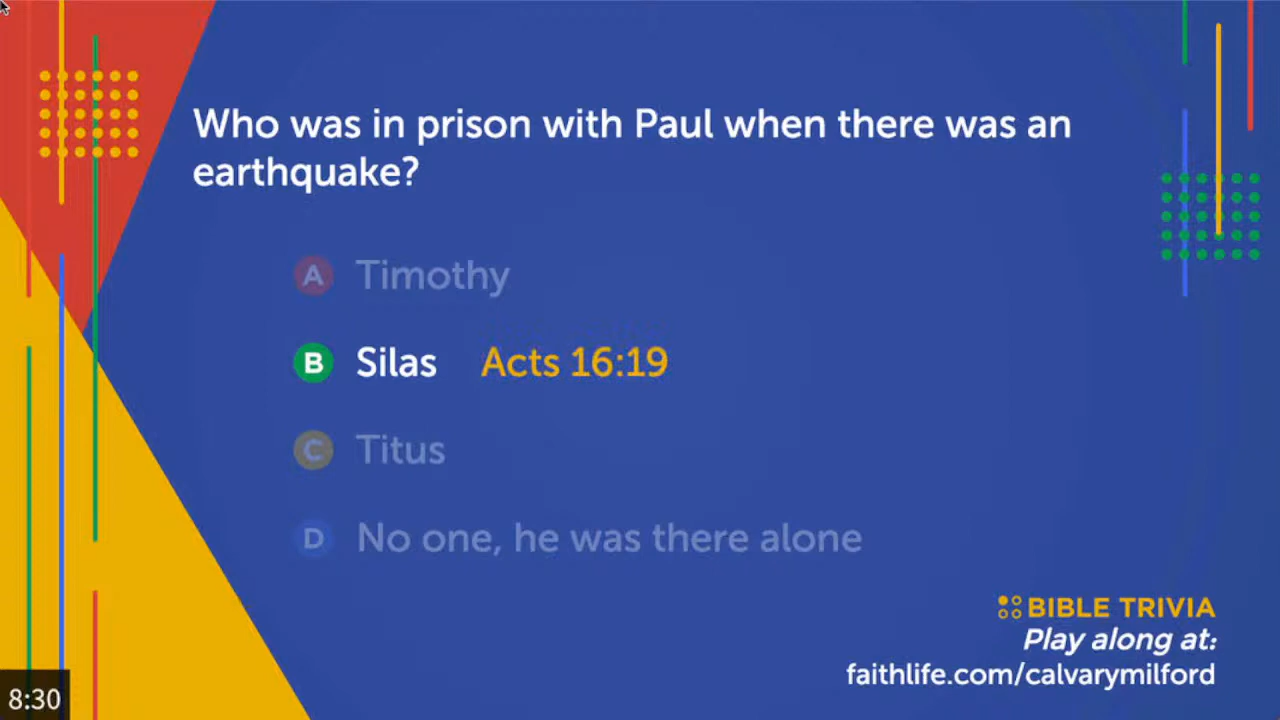 Who was in prison with Paul when there was an
earthquake?
A Timothy
B Silas Acts 16:19
C Titus
D No one, he was there alone
BIBLE TRIVIA
Play along at:
faithlife.com/calvarymilford
8:30